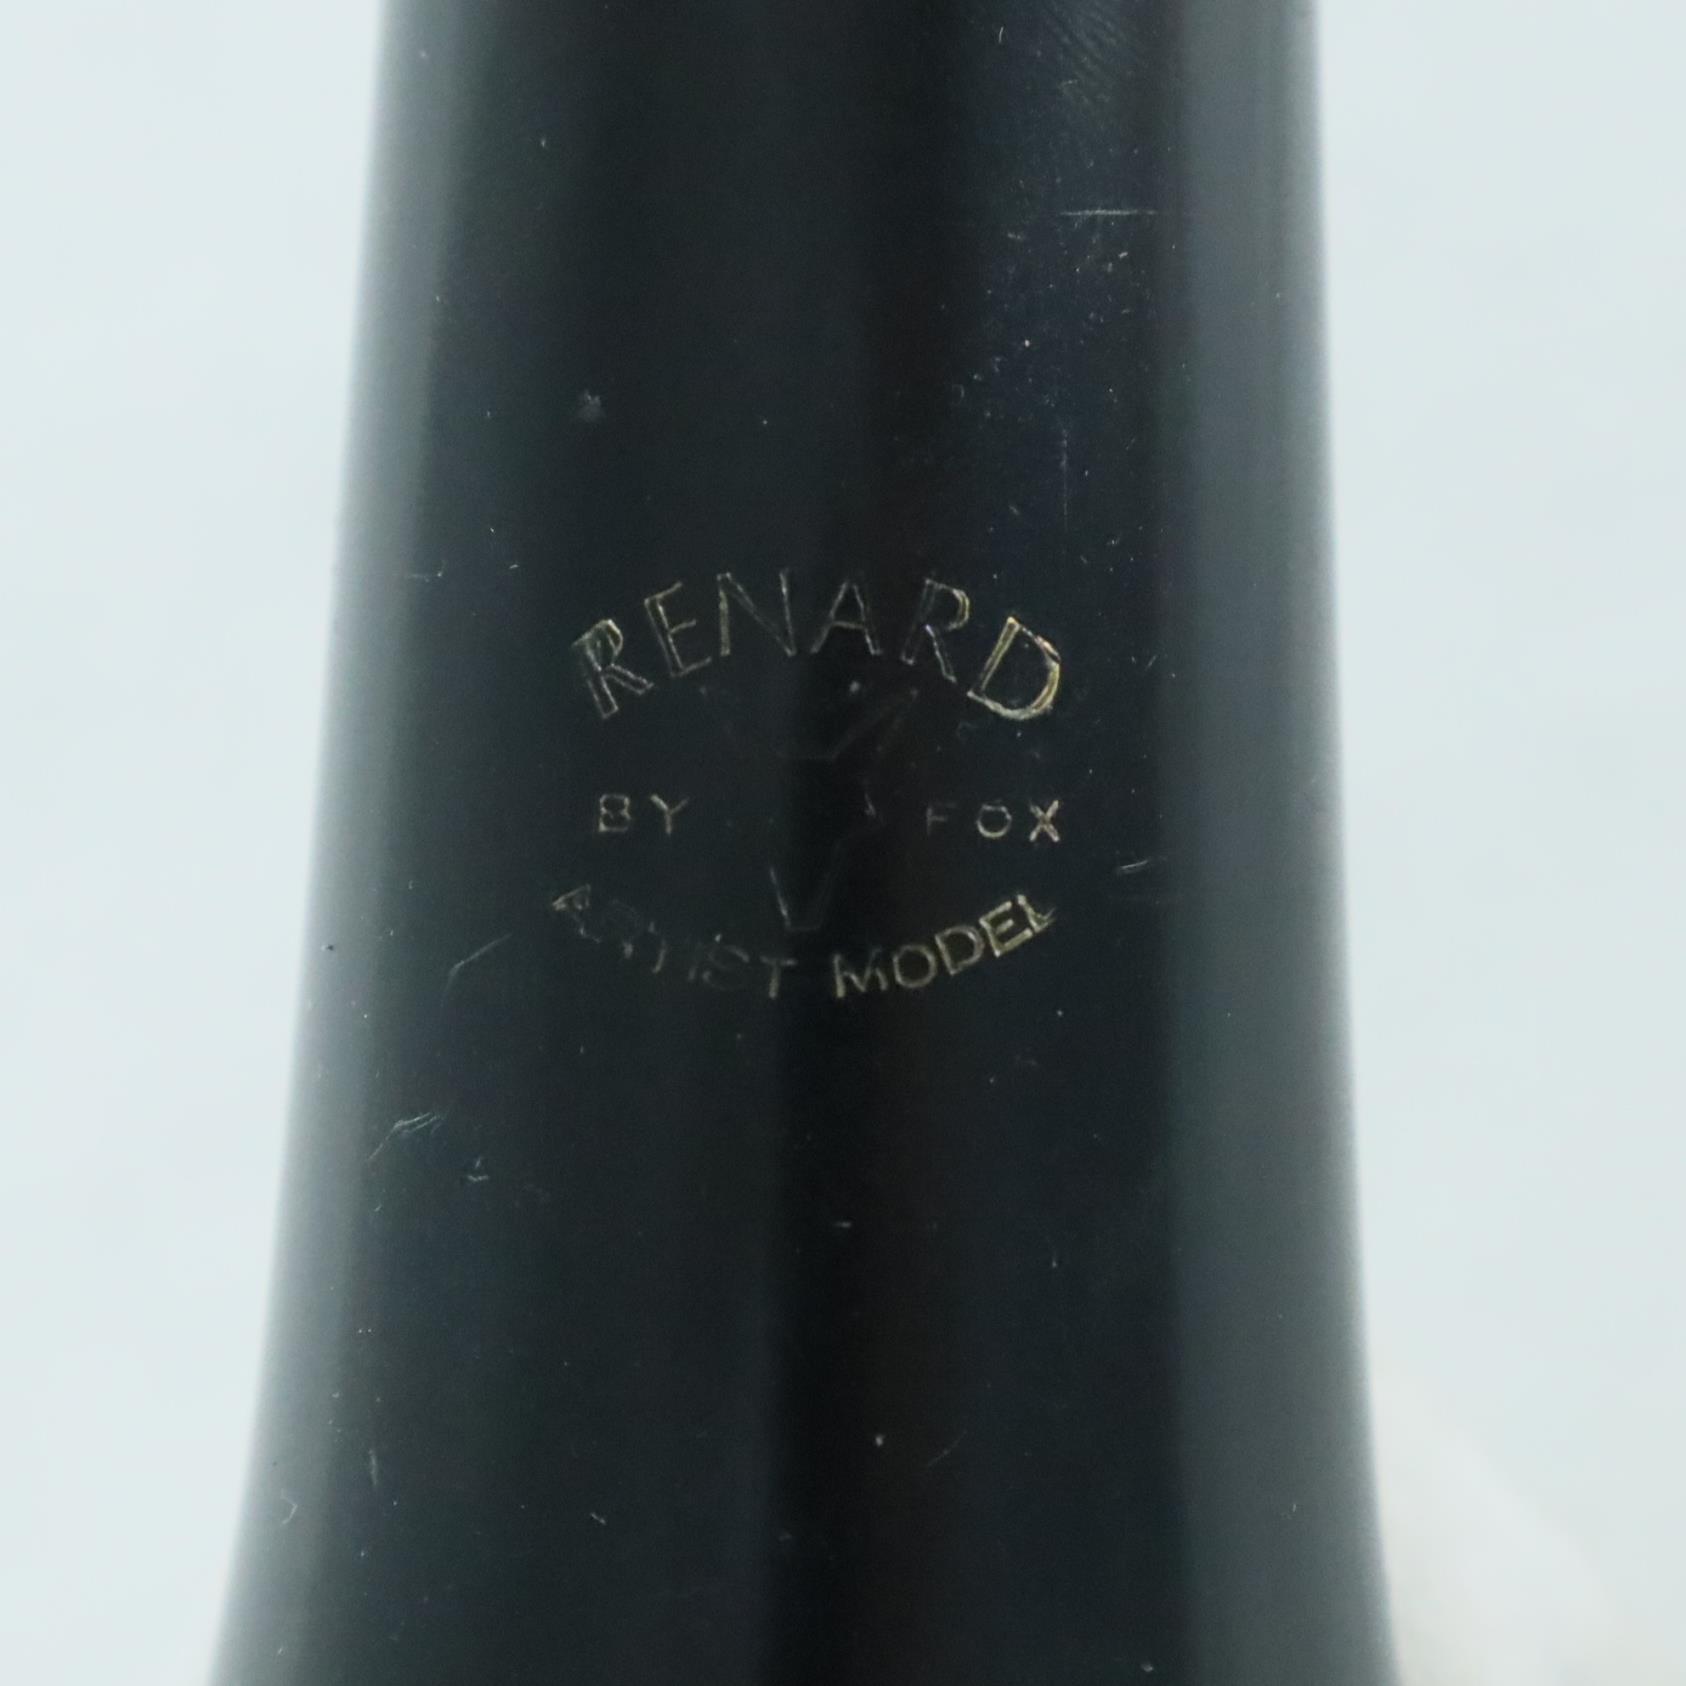 RENARD
BY FOX
ARTIST MODEL